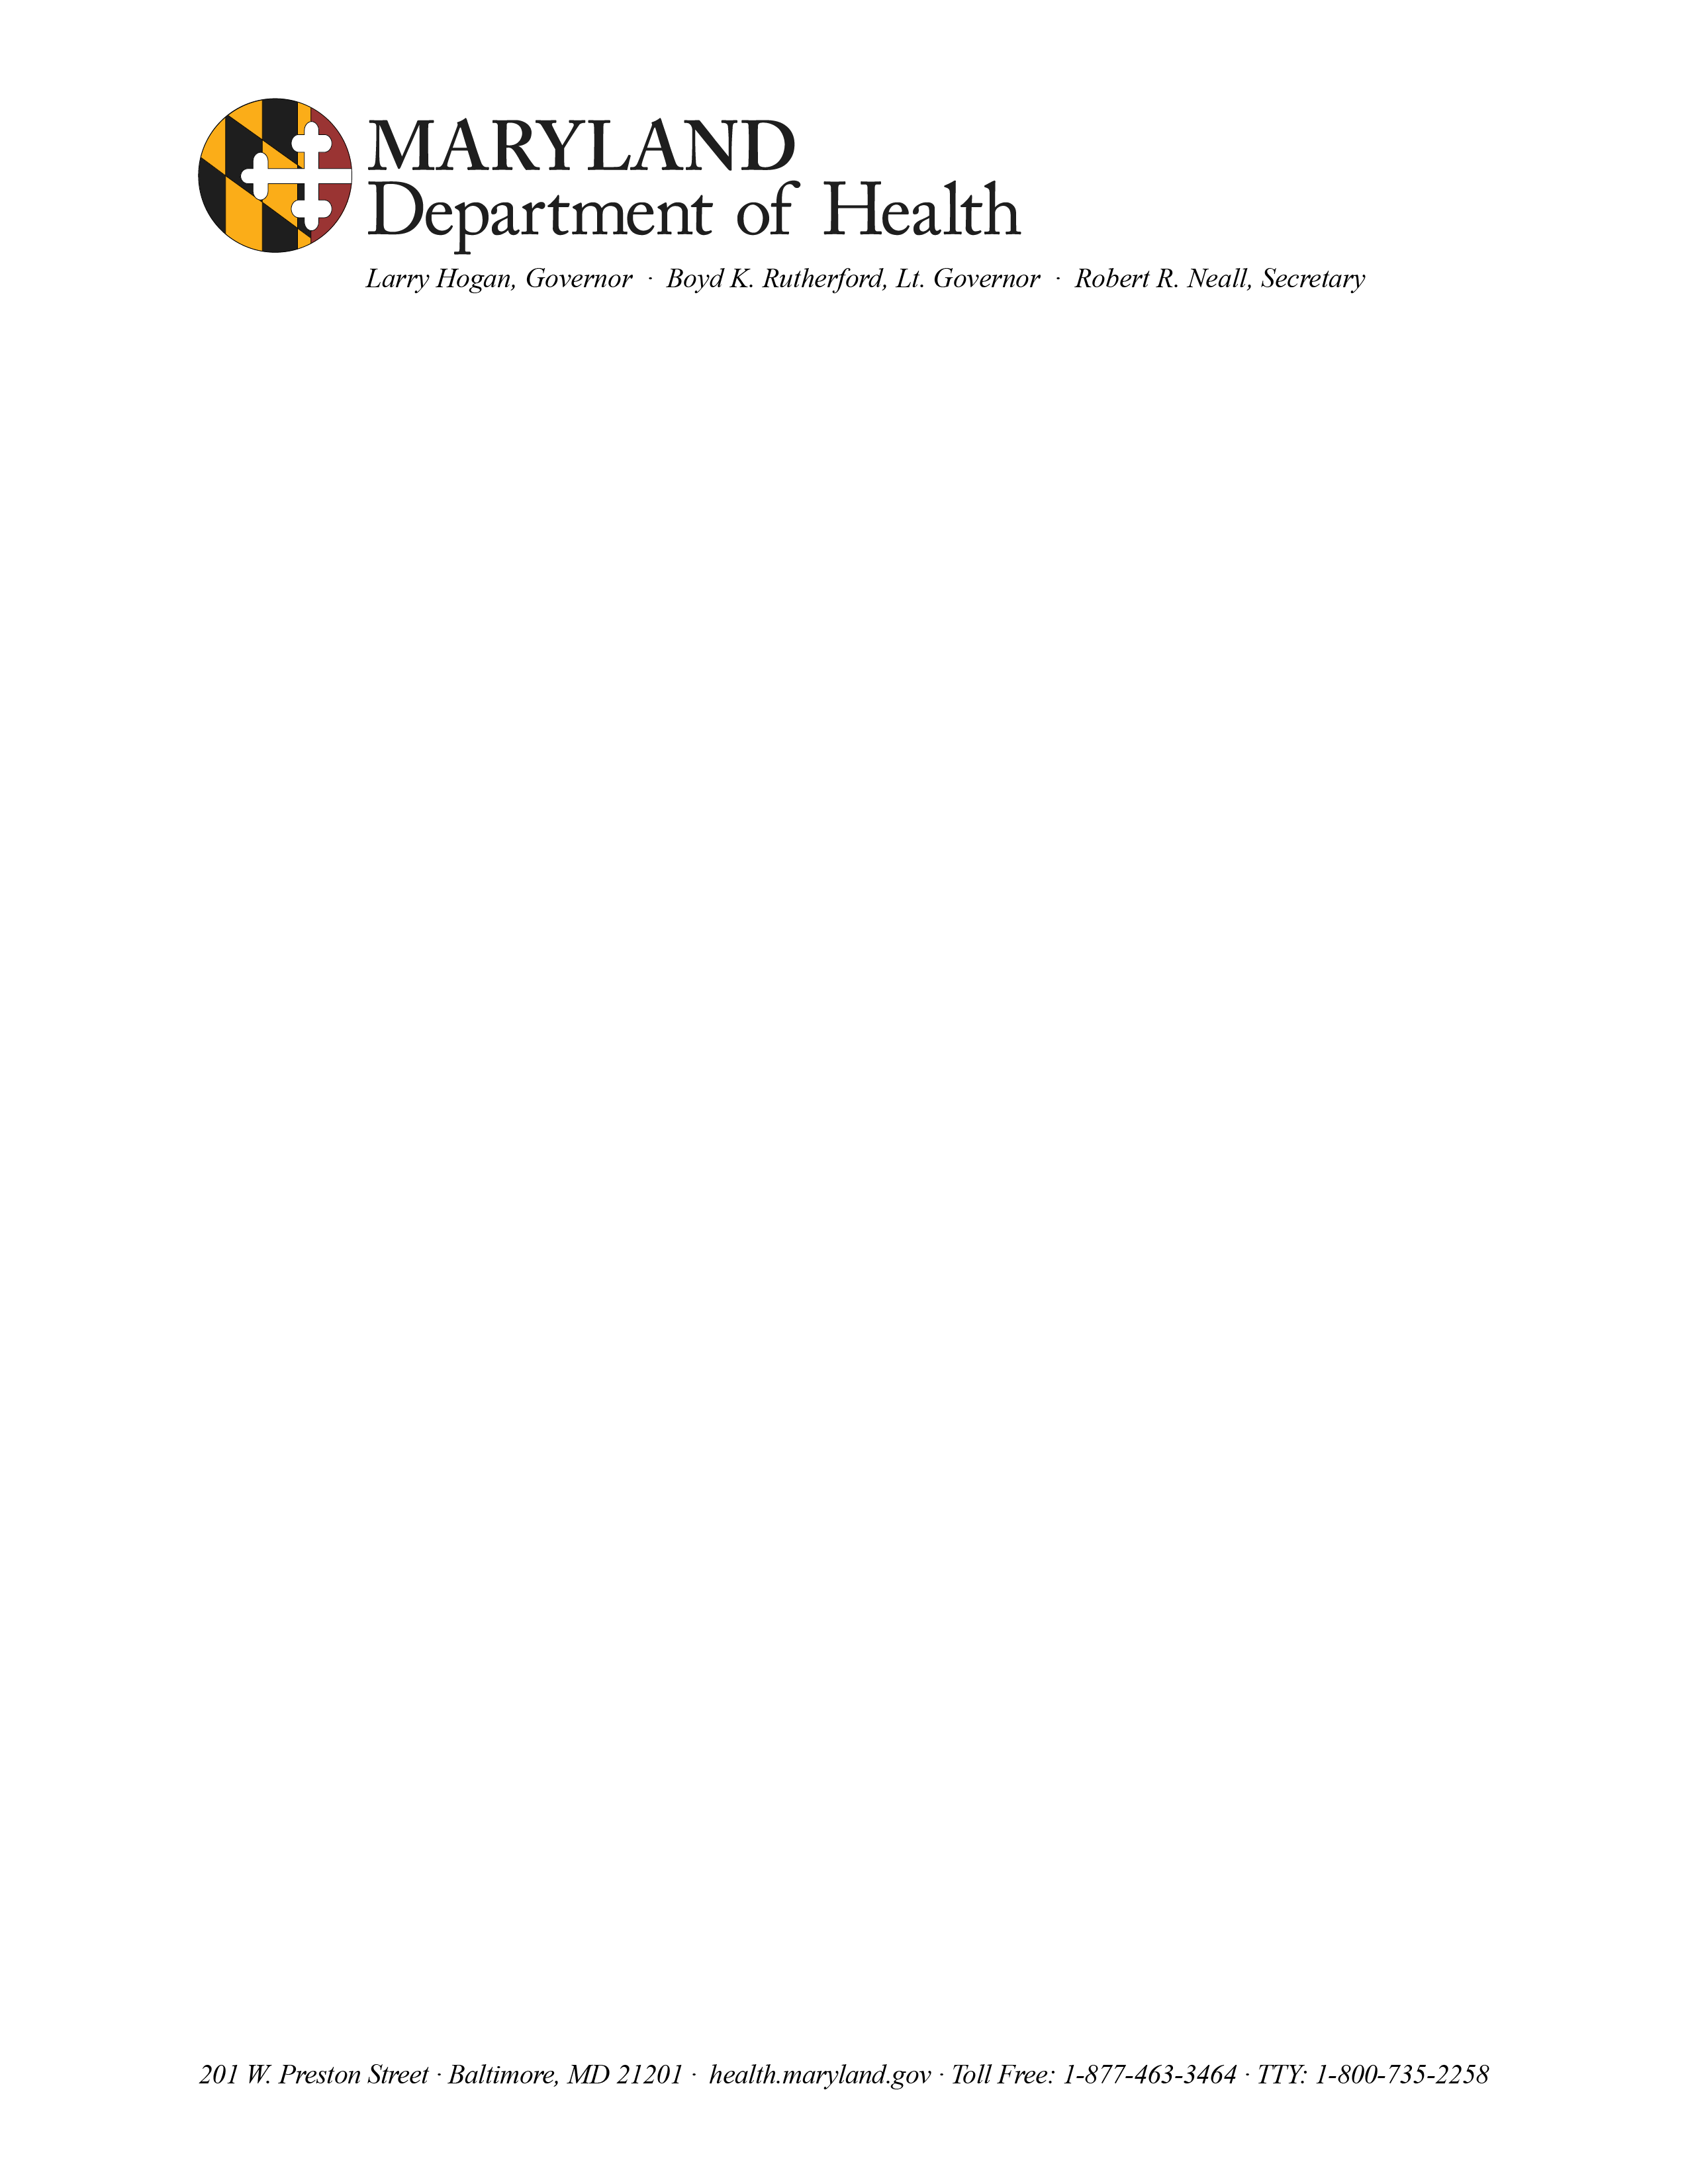 MARYLAND
Department of Health
Larry Hogan, Governor · Boyd K. Rutherford, Lt. Governor · Robert R. Neall, Secretary
201 W. Preston Street · Baltimore, MD 21201 · health.maryland.gov · Toll Free: 1-877-463-3464 · TTY: 1-800-735-2258